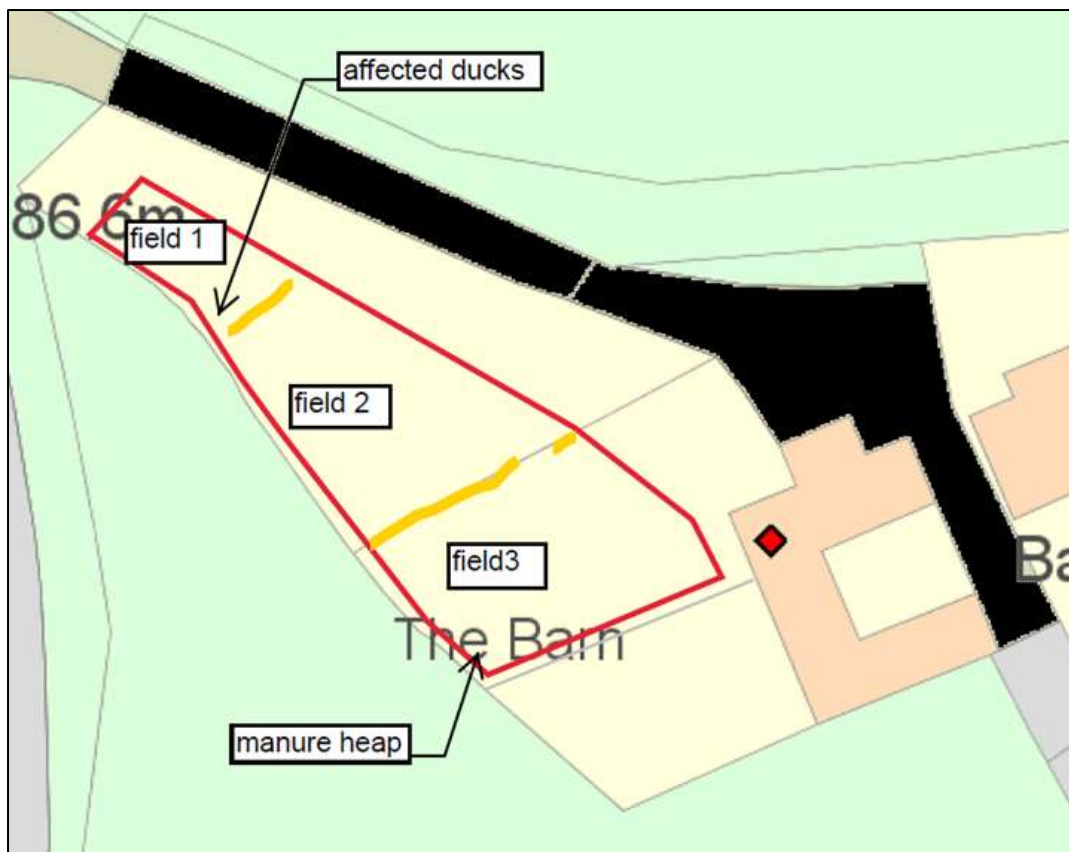 affected ducks
86.6m
field 1
field 2
field3
The Barn
Ba
manure heap